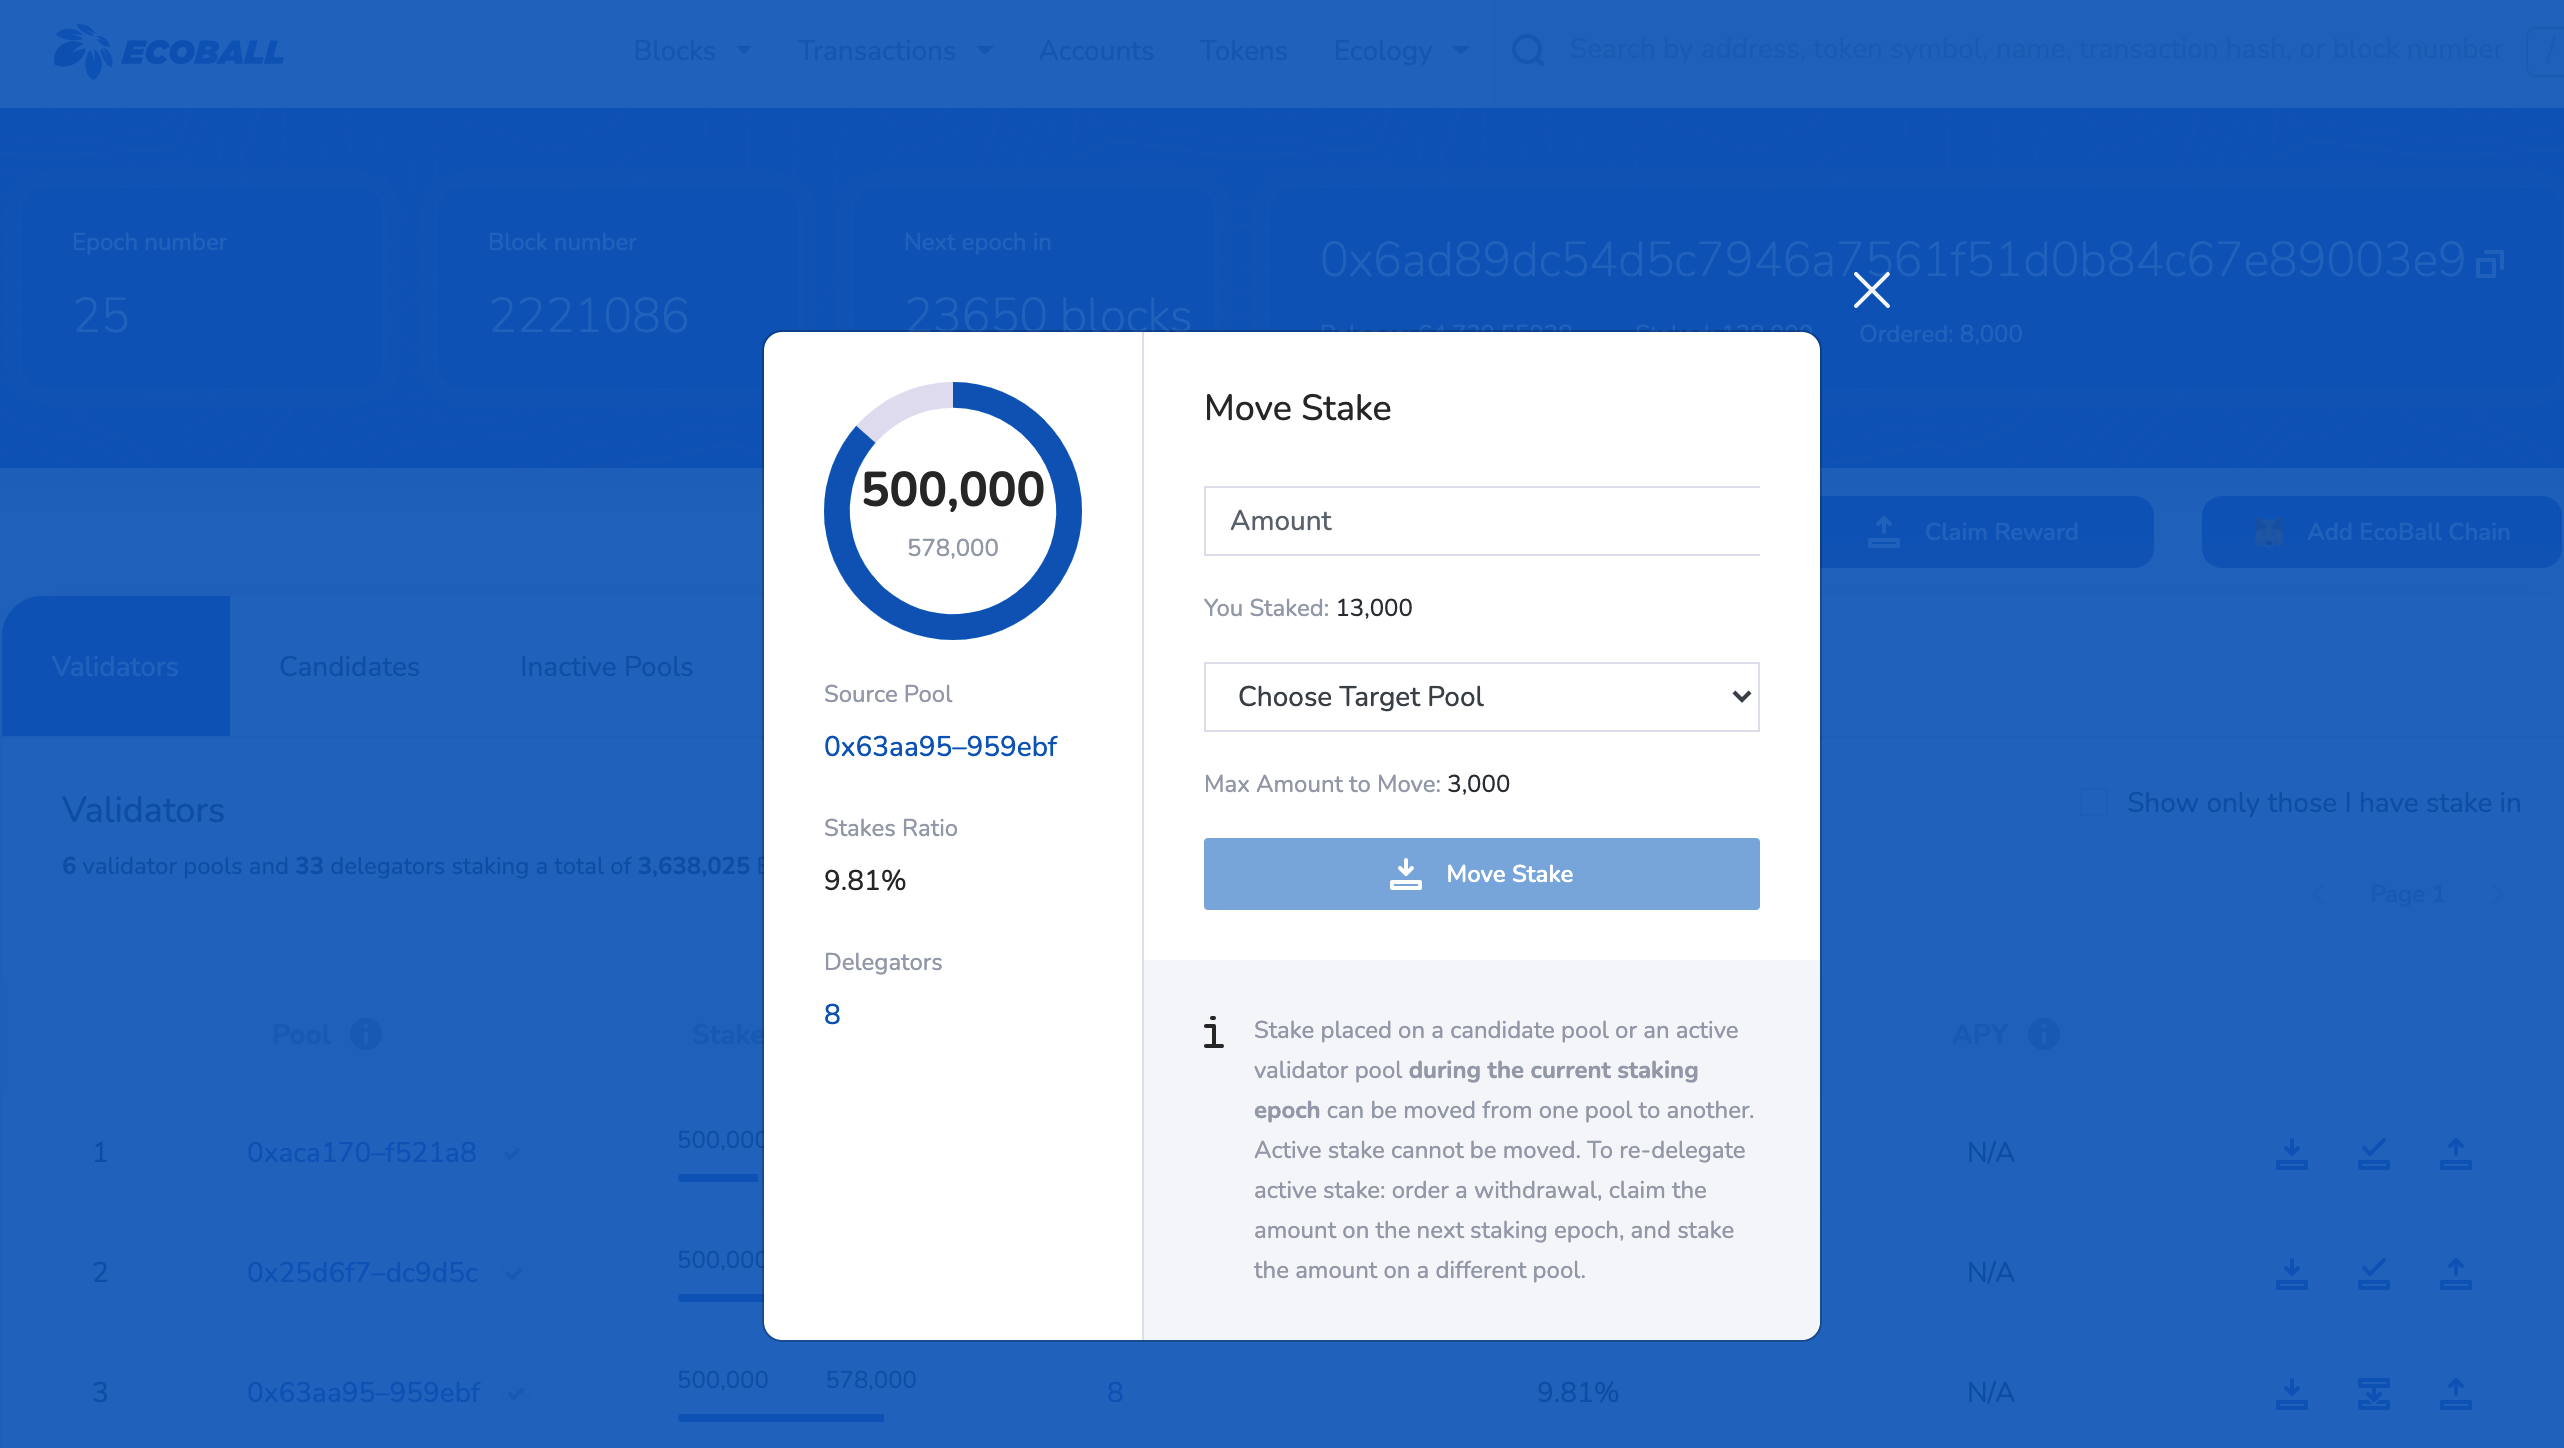 ECOBALL
Blocks
Transactions
Accounts
Tokens
Ecology
Search by address, token symbol, name, transaction hash, or block number
/
Epoch number
25
Block number
2221086
Next epoch in
23650 blocks
0x6ad89dc54d5c7946a7561f51d0b84c67e89003e9
Ordered: 8,000
Claim Reward
Add EcoBall Chain
Validators
Candidates
Inactive Pools
Validators
6 validator pools and 33 delegators staking a total of 3,638,025
Show only those I have stake in
Page 1
Pool
Stake
APY
1
0xaca170–f521a8
500,000
N/A
2
0x25d6f7–dc9d5c
500,000
N/A
3
0x63aa95–959ebf
500,000
578,000
8
9.81%
N/A
500,000
578,000
Source Pool
0x63aa95–959ebf
Stakes Ratio
9.81%
Delegators
8
Move Stake
Amount
You Staked: 13,000
Choose Target Pool
Max Amount to Move: 3,000
Move Stake
Stake placed on a candidate pool or an active
validator pool during the current staking
epoch can be moved from one pool to another.
Active stake cannot be moved. To re-delegate
active stake: order a withdrawal, claim the
amount on the next staking epoch, and stake
the amount on a different pool.